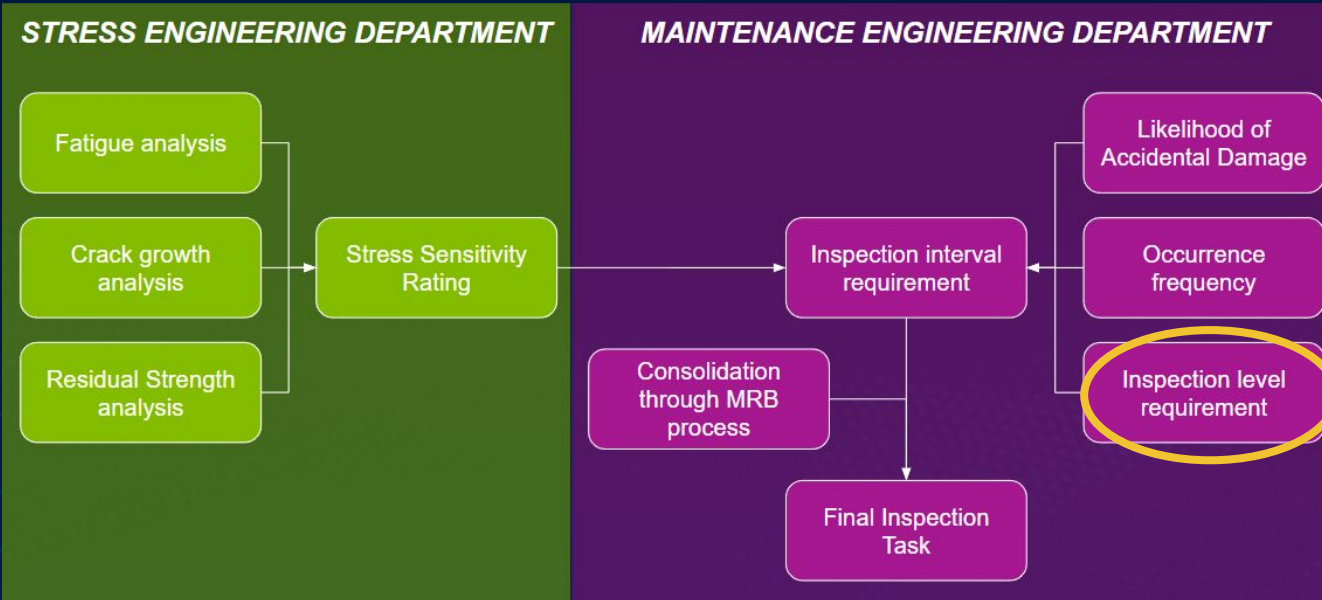 STRESS ENGINEERING DEPARTMENT
MAINTENANCE ENGINEERING DEPARTMENT
Fatigue analysis
Crack growth
analysis
Residual Strength
analysis
Stress Sensitivity
Rating
Inspection interval
requirement
Consolidation
through MRB
process
Final Inspection
Task
Likelihood of
Accidental Damage
Occurrence
frequency
Inspection level
requirement